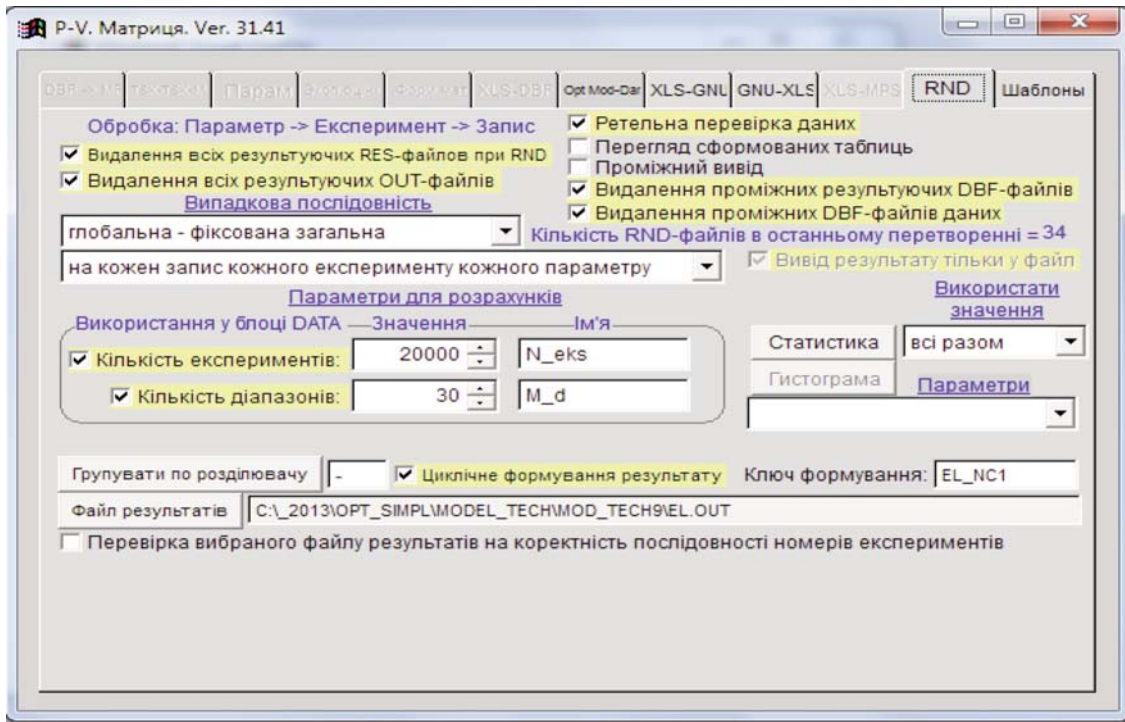 P-V. Матриця. Ver. 31.41
Парам XLS-DBF Opt Mod-Dar XLS-GNU GNU-XLS XLS-MPS RND Шаблоны
Обробка: Параметр -> Експеримент -> Запис
Ретельна перевірка даних
Перегляд сформованих таблиць
Видалення всіх результуючих RES-файлов при RND
Проміжний вивід
Видалення всіх результуючих OUT-файлів
Видалення проміжних результуючих DBF-файлів
Випадкова послідовність
Видалення проміжних DBF-файлів даних
глобальна - фіксована загальна
Кількість RND-файлів в останньому перетворенні = 34
на кожен запис кожного експерименту кожного параметру
Вивід результату тільки у файл
Параметри для розрахунків
Використати
значення
Використання у блоці DATA Значення Ім'я
Кількість експериментів: 20000 N_eks
Статистика всі разом
Гистограма Параметри
Кількість діапазонів: 30 M_d
Групувати по розділювачу - Циклічне формування результату Ключ формування: EL_NC1
Файл результатів C:\_2013\OPT_SIMPL\MODEL_TECH\MOD_TECH9\EL.OUT
Перевірка вибраного файлу результатів на коректність послідовності номерів експериментів